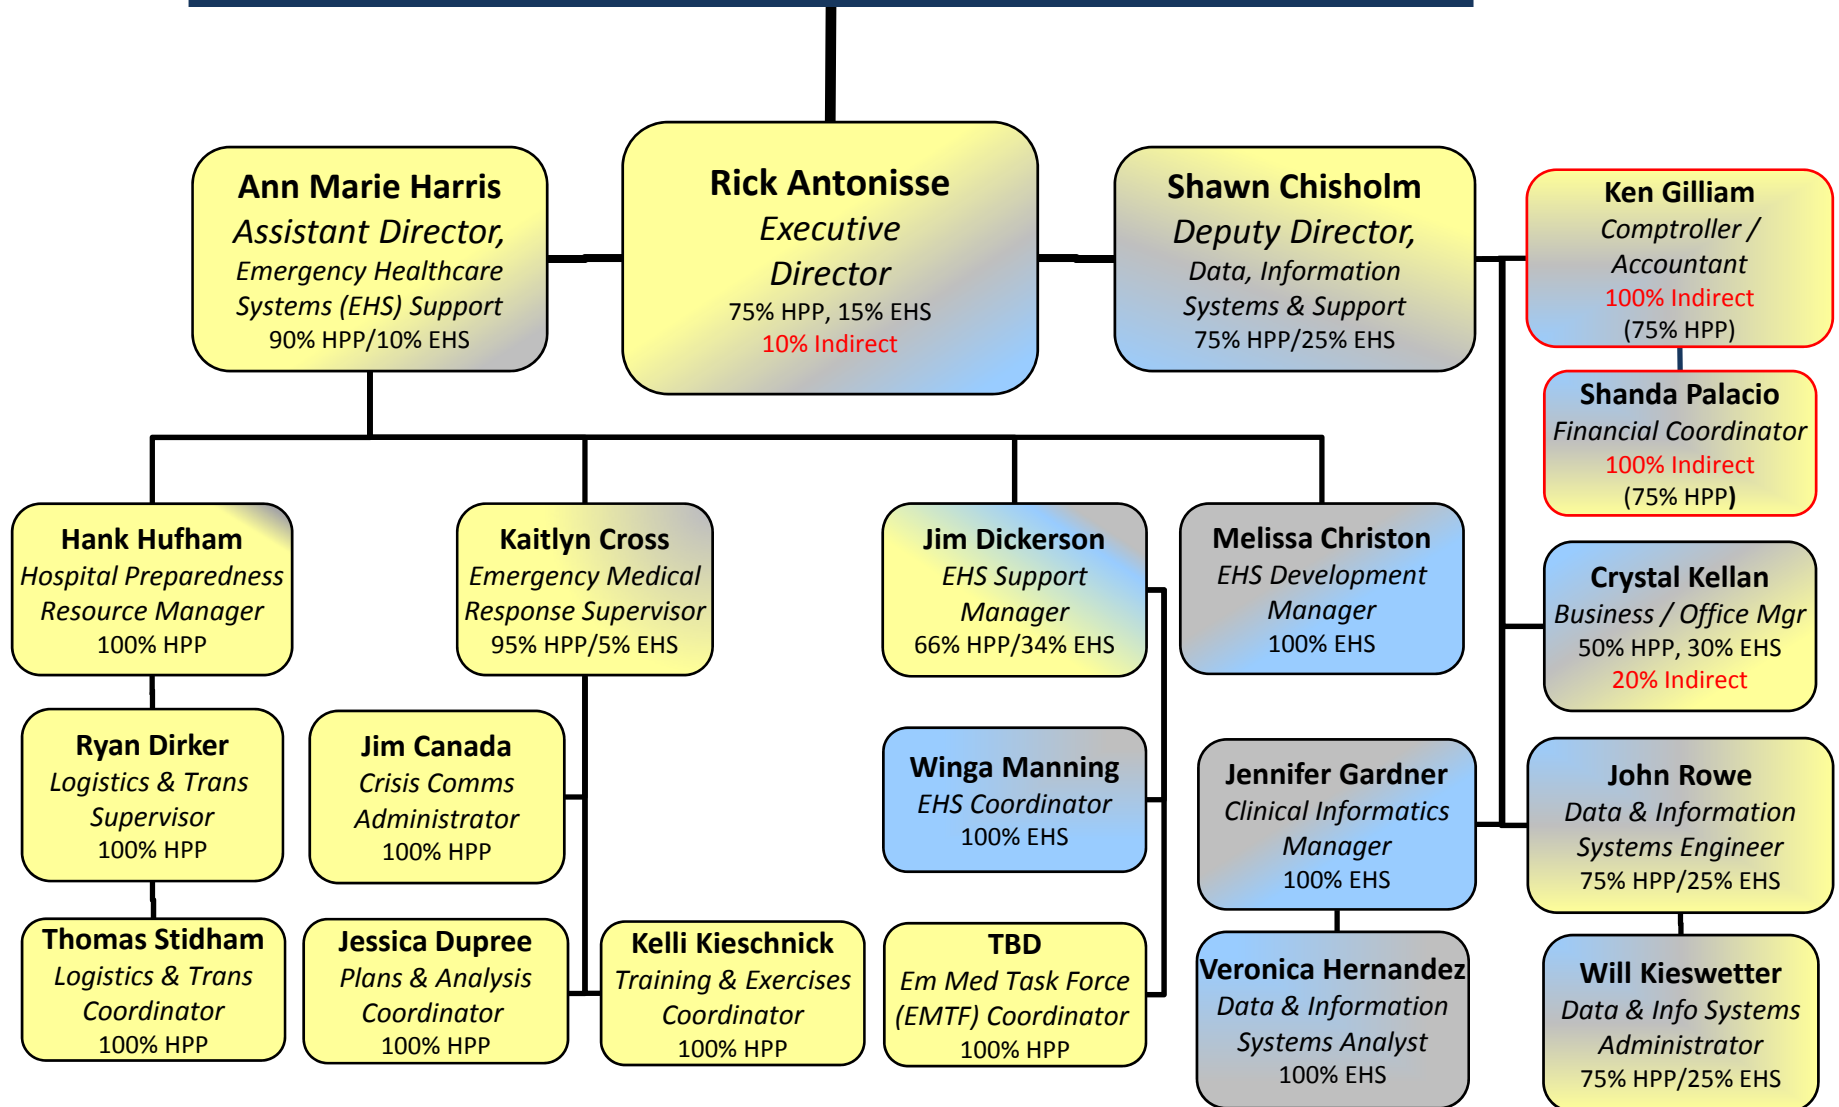 Ann Marie Harris
Assistant Director,
Emergency Healthcare
Systems (EHS) Support
90% HPP/10% EHS
Rick Antonisse
Executive
Director
75% HPP, 15% EHS
10% Indirect
Shawn Chisholm
Deputy Director,
Data, Information
Systems & Support
75% HPP/25% EHS
Ken Gilliam
Comptroller /
Accountant
100% Indirect
(75% HPP)
Shanda Palacio
Financial Coordinator
100% Indirect
(75% HPP)
Hank Hufham
Hospital Preparedness
Resource Manager
100% HPP
Kaitlyn Cross
Emergency Medical
Response Supervisor
95% HPP/5% EHS
Jim Dickerson
EHS Support
Manager
66% HPP/34% EHS
Melissa Christon
EHS Development
Manager
100% EHS
Crystal Kellan
Business / Office Mgr
50% HPP, 30% EHS
20% Indirect
Ryan Dirker
Logistics & Trans
Supervisor
100% HPP
Jim Canada
Crisis Comms
Administrator
100% HPP
Winga Manning
EHS Coordinator
100% EHS
Jennifer Gardner
Clinical Informatics
Manager
100% EHS
John Rowe
Data & Information
Systems Engineer
75% HPP/25% EHS
Thomas Stidham
Logistics & Trans
Coordinator
100% HPP
Jessica Dupree
Plans & Analysis
Coordinator
100% HPP
Kelli Kieschnick
Training & Exercises
Coordinator
100% HPP
TBD
Em Med Task Force
(EMTF) Coordinator
100% HPP
Veronica Hernandez
Data & Information
Systems Analyst
100% EHS
Will Kieswetter
Data & Info Systems
Administrator
75% HPP/25% EHS